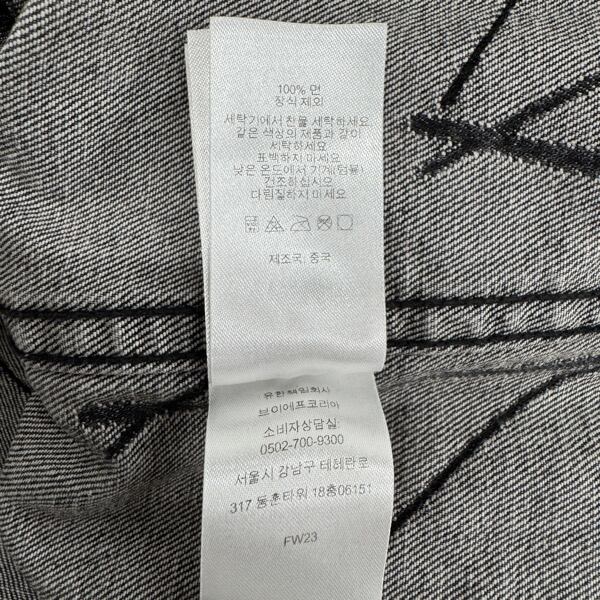 100% 면
장식 제외
세탁기에서 찬물 세탁하세요
같은 색상의 제품과 같이
세탁하세요
표백하지 마세요
낮은 온도에서 기계(텀블)
건조하십시오
다림질하지 마세요
제조국: 중국
유한책임회사
브이에프코리아
소비자상담실:
0502-700-9300
서울시 강남구 테헤란로
317 동훈타워 18층06151
FW23